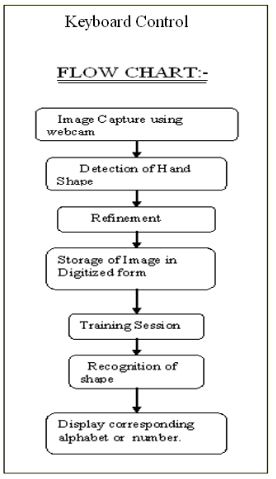 Keyboard Control
FLOW CHART:-
Image Capture using
webcam
Detection of Hand
Shape
Refinement
Storage of Image in
Digitized form
Training Session
Recognition of
shape
Display corresponding
alphabet or number.